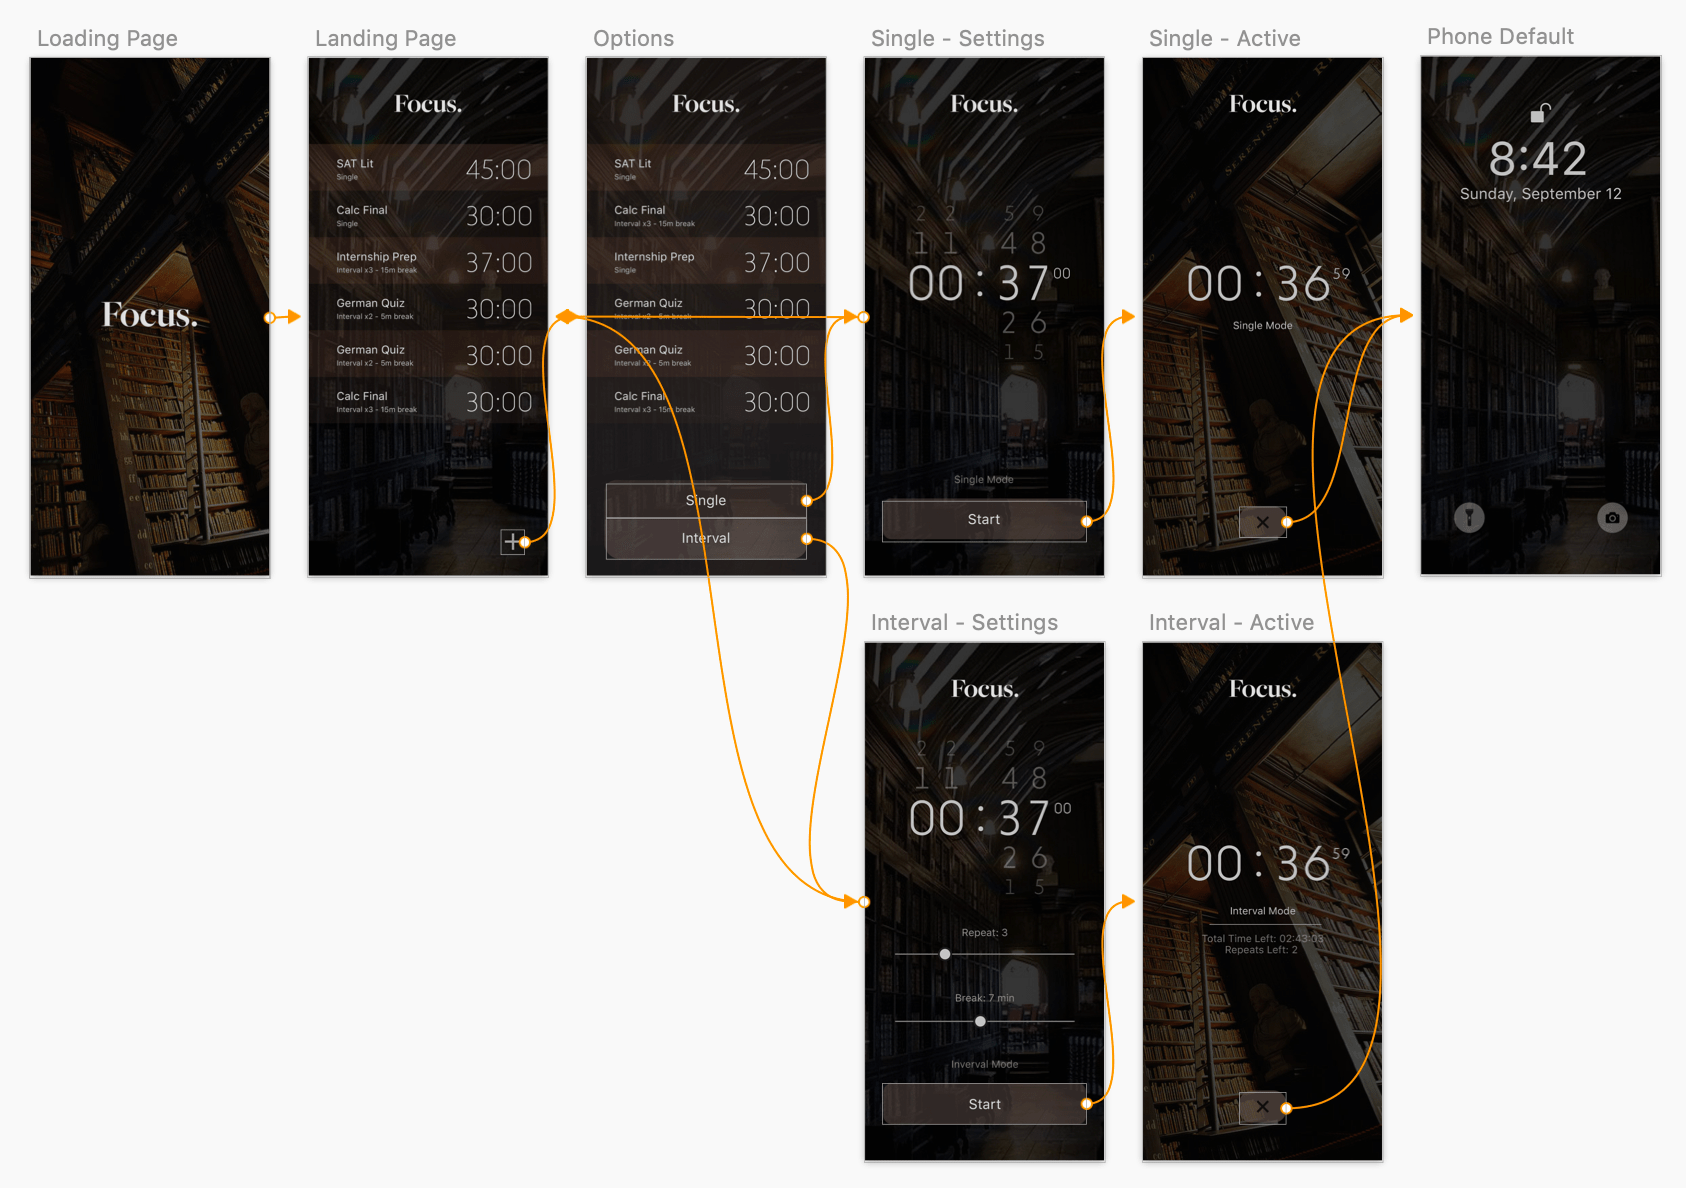 Loading Page
Focus.
Landing Page
Focus.
SAT Lit
Single
45:00
Calc Final
Single
30:00
Internship Prep
Interval x3 - 15m break
37:00
German Quiz
Interval x2 - 5m break
30:00
German Quiz
Interval x2 - 5m break
30:00
Calc Final
Interval x3 - 15m break
30:00
Options
Focus.
SAT Lit
Single
45:00
Calc Final
Interval x3 - 15m break
30:00
Internship Prep
Single
37:00
German Quiz
Interval x2 - 5m break
30:00
German Quiz
Interval x2 - 5m break
30:00
Calc Final
Interval x3 - 15m break
30:00
Single
Interval
Single - Settings
Focus.
2 2 5 9
1 1 4 8
00 : 37 00
2 6
1 5
Single Mode
Start
Single - Active
Focus.
00 : 36 59
Single Mode
Phone Default
8:42
Sunday, September 12
Interval - Settings
Focus.
2 2 5 9
1 1 4 8
00 : 37 00
2 6
1 5
Repeat: 3
Break: 7 min
Inverval Mode
Start
Interval - Active
Focus.
00 : 36 59
Interval Mode
Total Time Left: 02:43:03
Repeats Left: 2